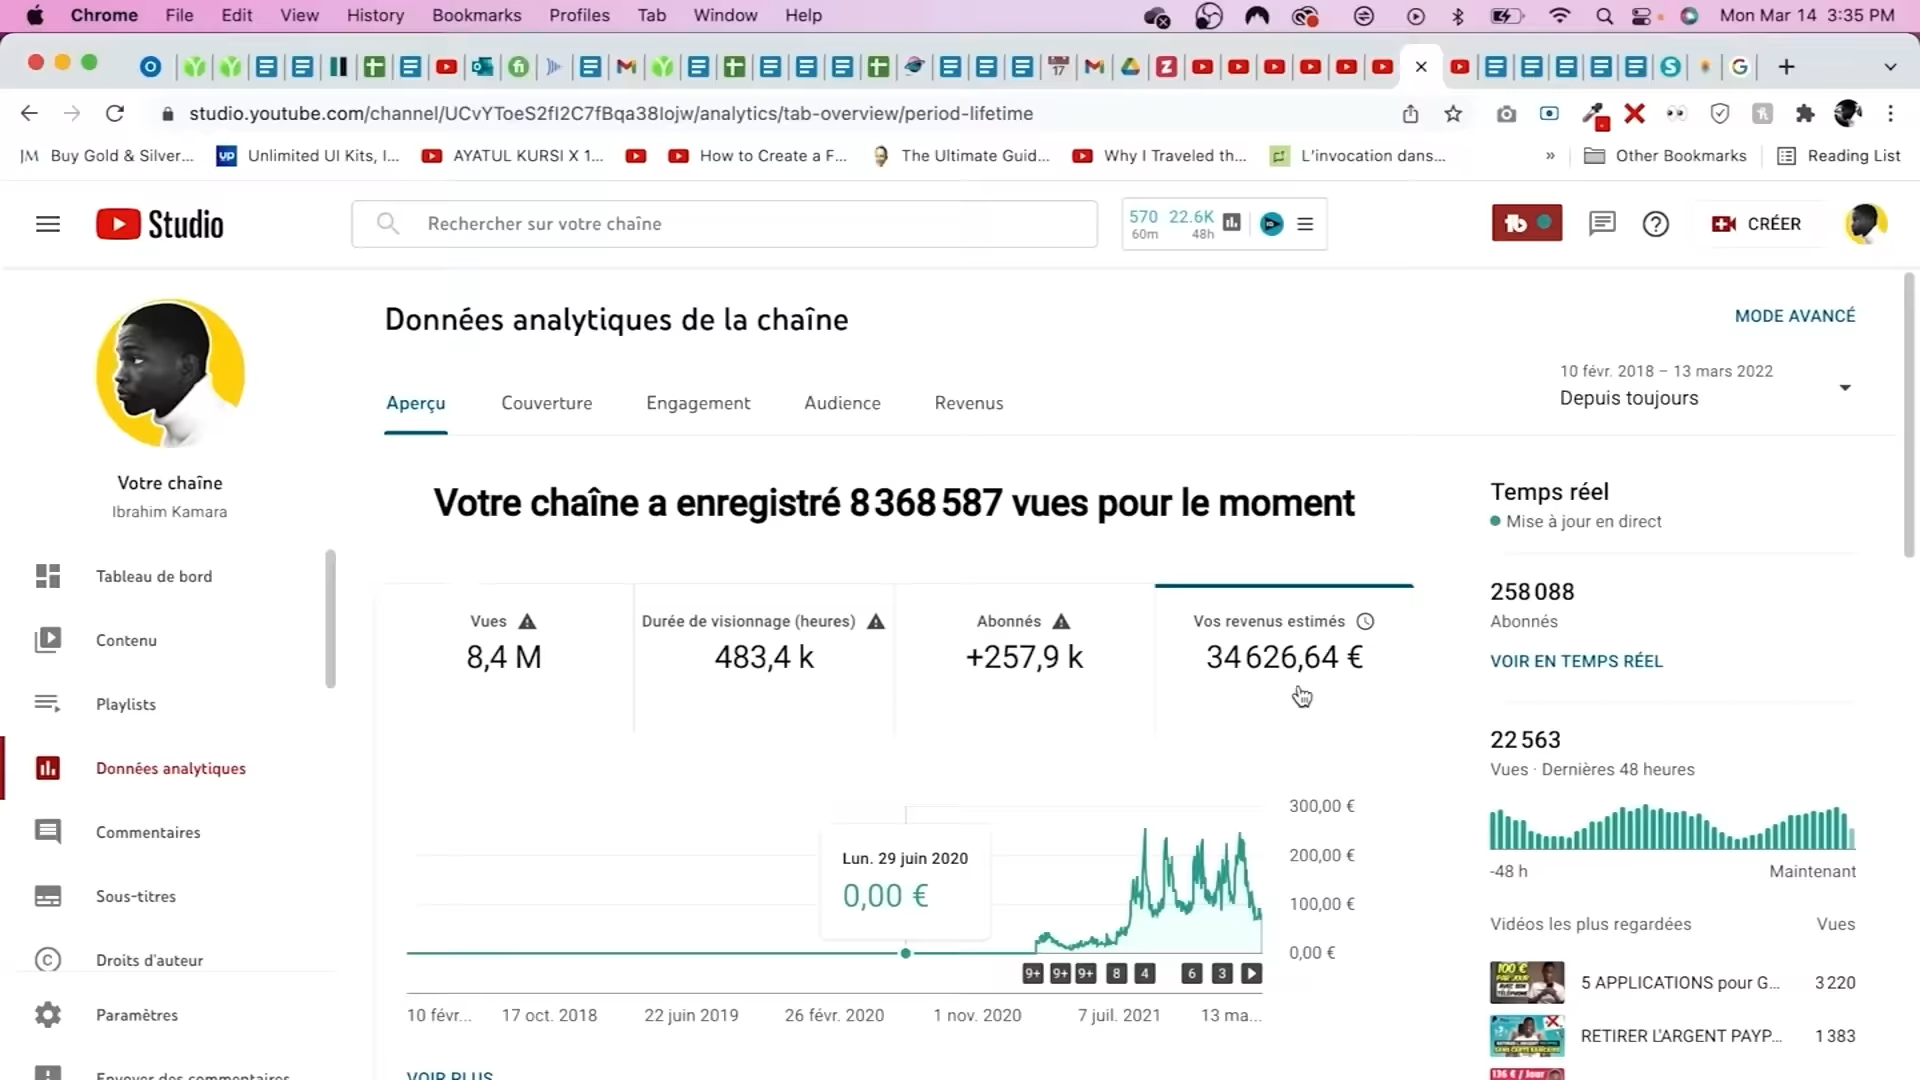 Chrome File Edit View History Bookmarks Profiles Tab Window Help Mon Mar 14 3:35 PM
studio.youtube.com/channel/UCvYToeS2fI2C7fBqa38Iojw/analytics/tab-overview/period-lifetime
JM Buy Gold & Silver... UP Unlimited UI Kits, I... AYATUL KURSI X 1... How to Create a F... The Ultimate Guid... Why I Traveled th... L'invocation dans... » Other Bookmarks Reading List
Studio
Rechercher sur votre chaîne
570 22.6K
60m 48h
CRÉER
Données analytiques de la chaîne
MODE AVANCÉ
10 févr. 2018 – 13 mars 2022
Depuis toujours
Aperçu Couverture Engagement Audience Revenus
Votre chaîne
Ibrahim Kamara
Tableau de bord
Contenu
Playlists
Données analytiques
Commentaires
Sous-titres
Droits d'auteur
Paramètres
Envoyer des commentaires
Votre chaîne a enregistré 8 368 587 vues pour le moment
Vues
8,4 M
Durée de visionnage (heures)
483,4 k
Abonnés
+257,9 k
Vos revenus estimés
34 626,64 €
300,00 €
200,00 €
100,00 €
0,00 €
Lun. 29 juin 2020
0,00 €
9+ 9+ 9+ 8 4 6 3
10 févr... 17 oct. 2018 22 juin 2019 26 févr. 2020 1 nov. 2020 7 juil. 2021 13 ma...
VOIR PLUS
Temps réel
Mise à jour en direct
258 088
Abonnés
VOIR EN TEMPS RÉEL
22 563
Vues · Dernières 48 heures
-48 h Maintenant
Vidéos les plus regardées Vues
5 APPLICATIONS pour G... 3 220
RETIRER L'ARGENT PAYP... 1 383